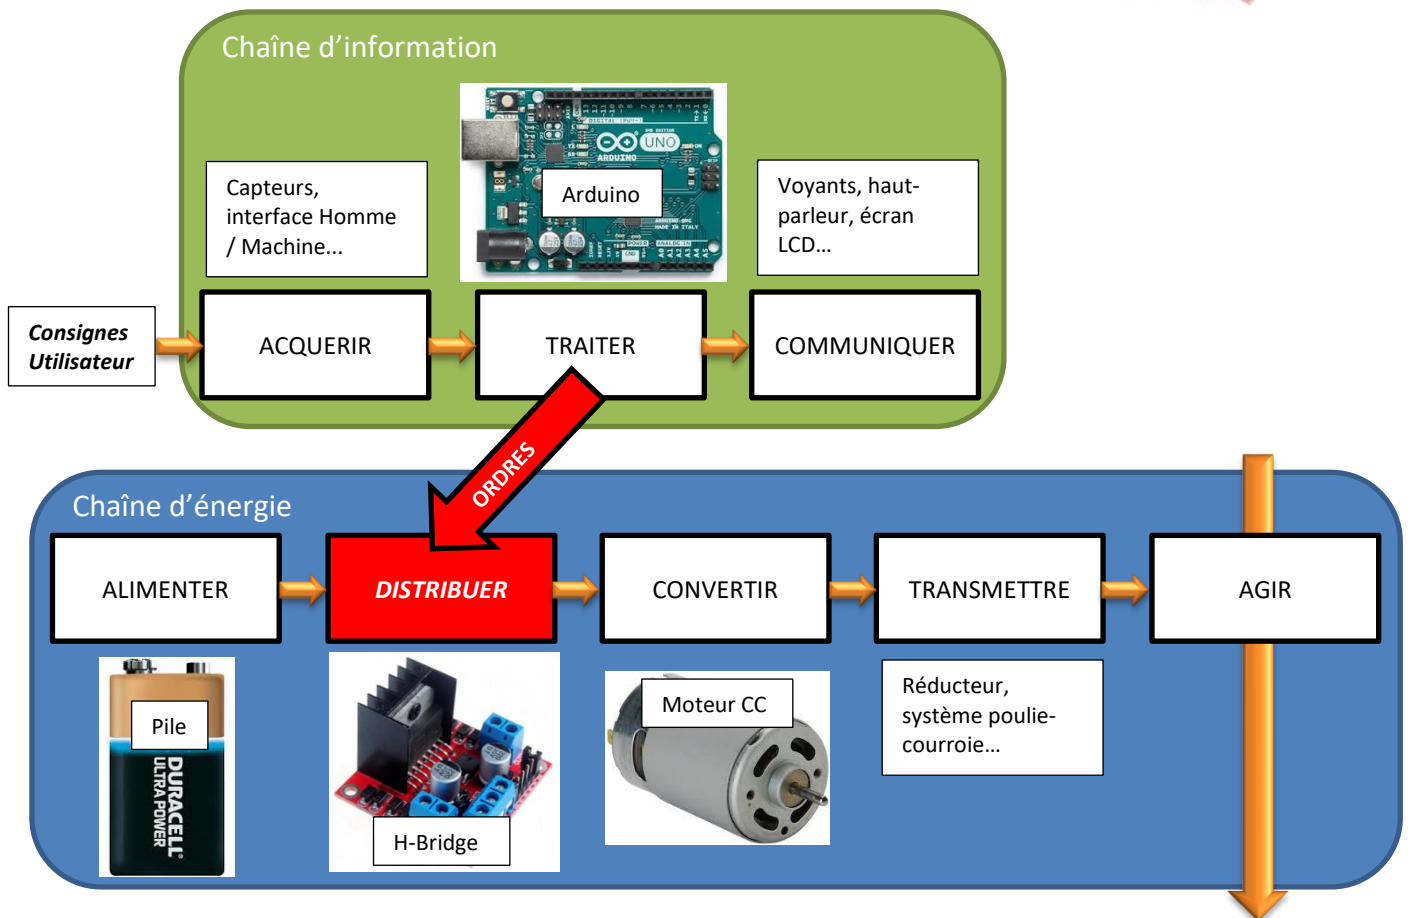 Chaîne d’information
UNO
ARDUINO
Arduino
Capteurs,
interface Homme
/ Machine...
Voyants, haut-
parleur, écran
LCD…
Consignes
Utilisateur
ACQUERIR
TRAITER
COMMUNIQUER
ORDRES
Chaîne d’énergie
ALIMENTER
DISTRIBUER
CONVERTIR
TRANSMETTRE
AGIR
Pile
DURACELL
ULTRA POWER
H-Bridge
Moteur CC
Réducteur,
système poulie-
courroie…